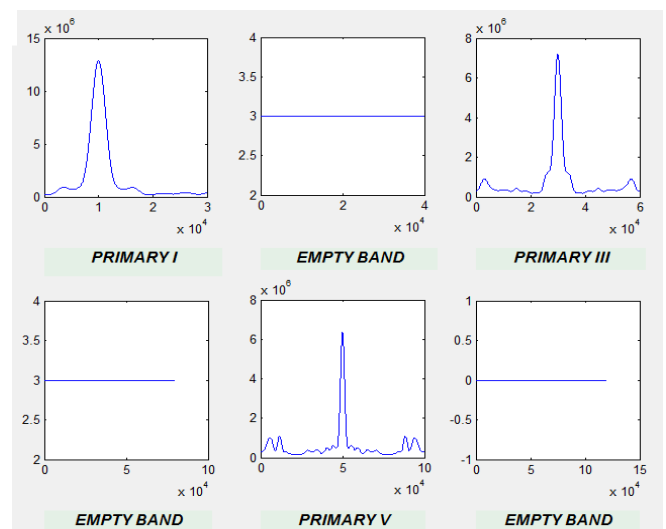 x 10^6
15
10
5
0
0 1 2 3
x 10^4
PRIMARY I
4
3.5
3
2.5
2
0 2 4
x 10^4
EMPTY BAND
x 10^6
8
6
4
2
0
0 2 4 6
x 10^4
PRIMARY III
4
3.5
3
2.5
2
0 5 10
x 10^4
EMPTY BAND
x 10^6
8
6
4
2
0
0 5 10
x 10^4
PRIMARY V
1
0.5
0
-0.5
-1
0 5 10 15
x 10^4
EMPTY BAND